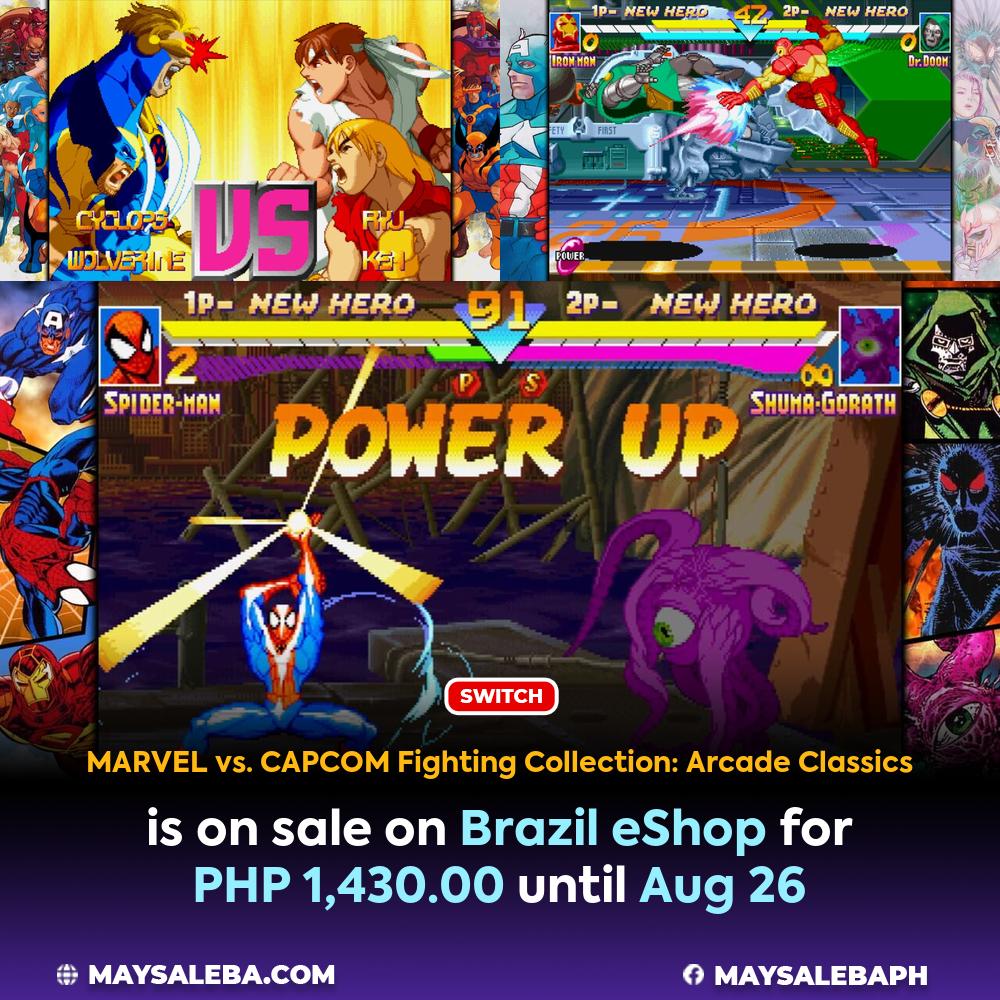 CYCLOPS
WOLVERINE
VS
RYU
KEN
1P- NEW HERO 42 2P- NEW HERO
IRON MAN
DR. DOOM
SAFETY FIRST
POWER
1P- NEW HERO 91 2P- NEW HERO
2
∞
P S
SPIDER-MAN
SHUMA-GORATH
POWER UP
SWITCH
MARVEL vs. CAPCOM Fighting Collection: Arcade Classics
is on sale on Brazil eShop for
PHP 1,430.00 until Aug 26
MAYSALEBA.COM
MAYSALEBAPH